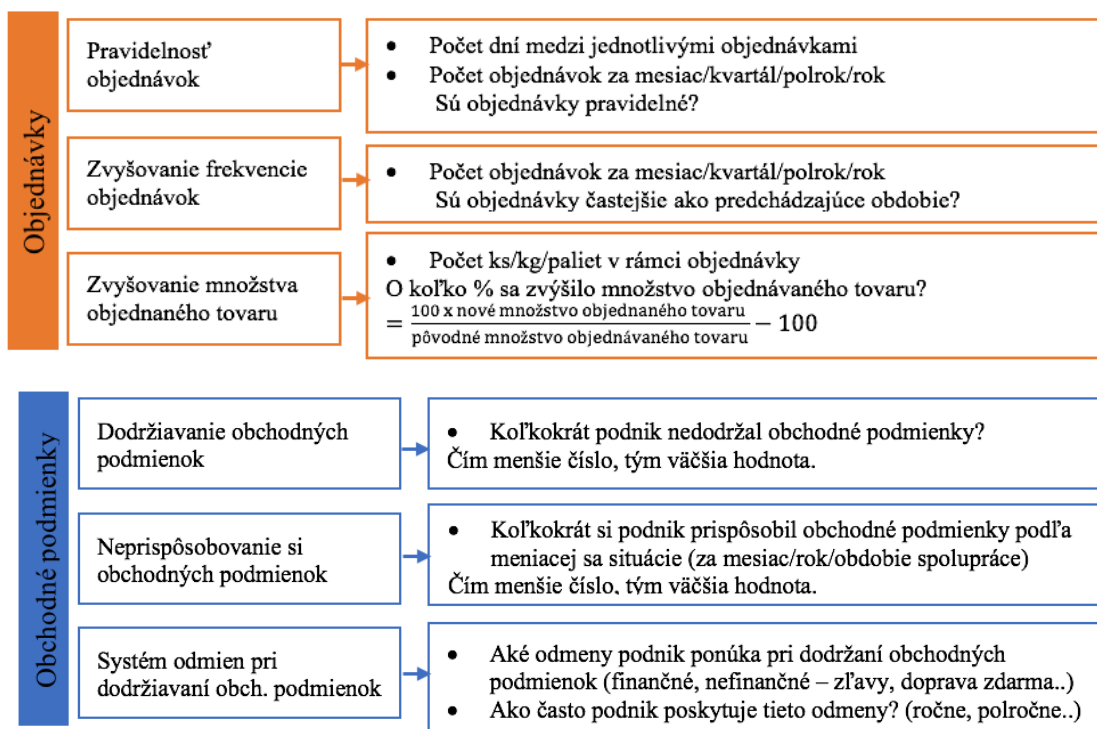 Objednávky
Pravidelnosť
objednávok
• Počet dní medzi jednotlivými objednávkami
• Počet objednávok za mesiac/kvartál/polrok/rok
Sú objednávky pravidelné?
Zvyšovanie frekvencie
objednávok
• Počet objednávok za mesiac/kvartál/polrok/rok
Sú objednávky častejšie ako predchádzajúce obdobie?
Zvyšovanie množstva
objednaného tovaru
• Počet ks/kg/paliet v rámci objednávky
O koľko % sa zvýšilo množstvo objednávaného tovaru?
= 100 x nové množstvo objednaného tovaru / pôvodné množstvo objednávaného tovaru − 100
Obchodné podmienky
Dodržiavanie obchodných
podmienok
• Koľkokrát podnik nedodržal obchodné podmienky?
Čím menšie číslo, tým väčšia hodnota.
Neprispôsobovanie si
obchodných podmienok
• Koľkokrát si podnik prispôsobil obchodné podmienky podľa
meniacej sa situácie (za mesiac/rok/obdobie spolupráce)
Čím menšie číslo, tým väčšia hodnota.
Systém odmien pri
dodržiavaní obch. podmienok
• Aké odmeny podnik ponúka pri dodržaní obchodných
podmienok (finančné, nefinančné – zľavy, doprava zdarma..)
• Ako často podnik poskytuje tieto odmeny? (ročne, polročne..)